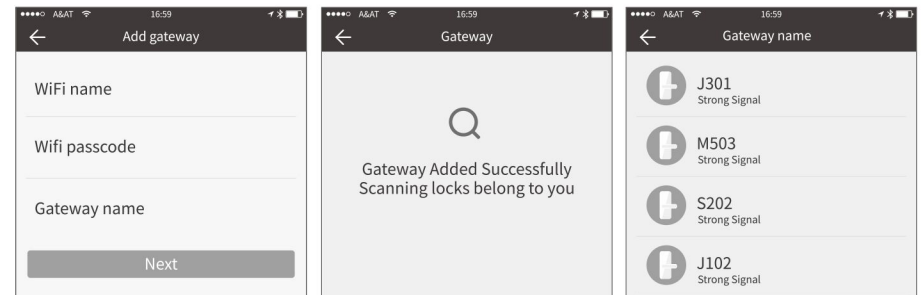 A&AT 16:59
Add gateway
WiFi name
Wifi passcode
Gateway name
Next
A&AT 16:59
Gateway
Gateway Added Successfully
Scanning locks belong to you
A&AT 16:59
Gateway name
J301
Strong Signal
M503
Strong Signal
S202
Strong Signal
J102
Strong Signal